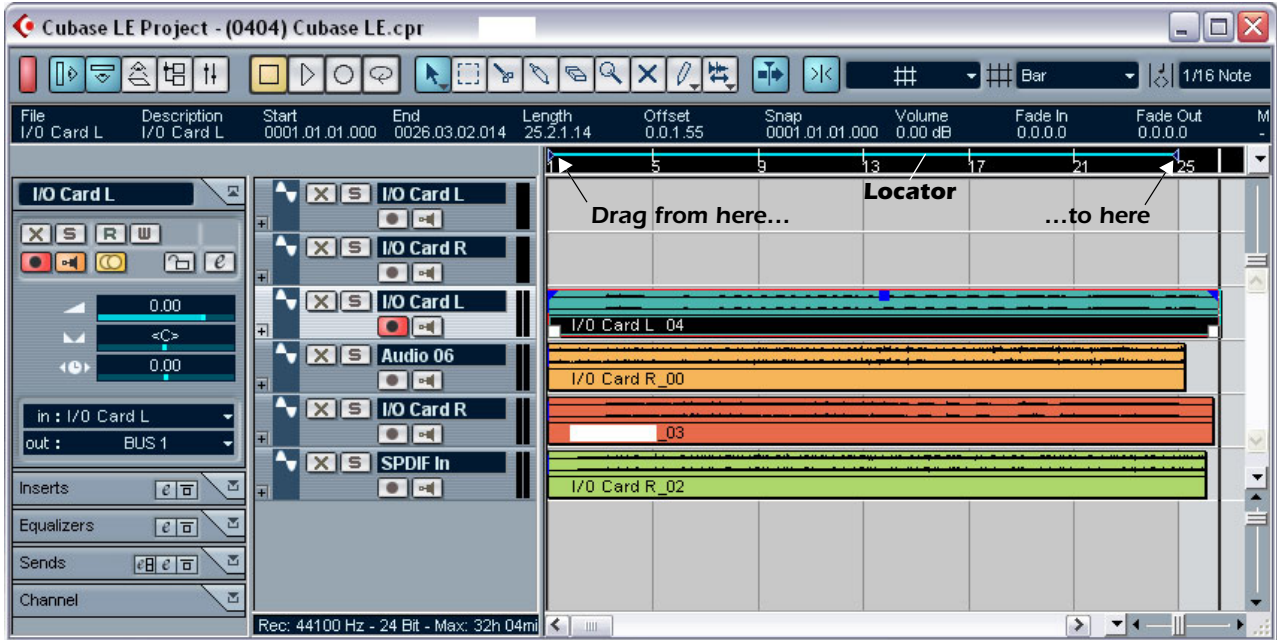 Cubase LE Project - (0404) Cubase LE.cpr
Bar
1/16 Note
File Description Start End Length Offset Snap Volume Fade In Fade Out M
I/O Card L I/O Card L 0001.01.01.000 0026.03.02.014 25.2.1.14 0.0.1.55 0001.01.01.000 0.00 dB 0.0.0.0 0.0.0.0 -
1 5 9 13 17 21 25
Drag from here...
Locator
...to here
I/O Card L
X S R W
e
0.00
<C>
0.00
in : I/O Card L
out : BUS 1
Inserts e
Equalizers e
Sends e e
Channel
X S I/O Card L
X S I/O Card R
X S I/O Card L
X S Audio 06
X S I/O Card R
X S SPDIF In
I/O Card L_04
I/O Card R_00
_03
I/O Card R_02
Rec: 44100 Hz - 24 Bit - Max: 32h 04mi